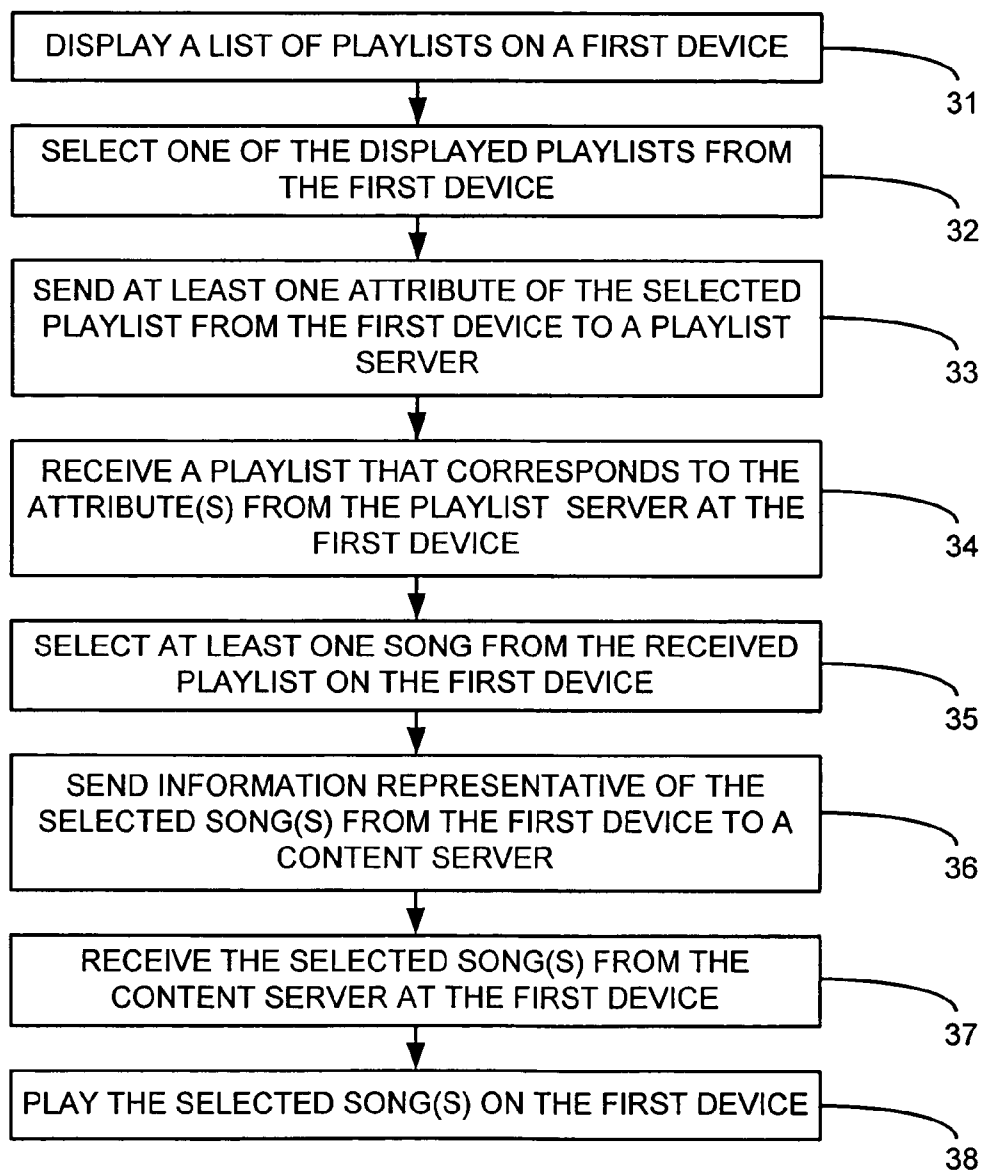 DISPLAY A LIST OF PLAYLISTS ON A FIRST DEVICE
31
SELECT ONE OF THE DISPLAYED PLAYLISTS FROM
THE FIRST DEVICE
32
SEND AT LEAST ONE ATTRIBUTE OF THE SELECTED
PLAYLIST FROM THE FIRST DEVICE TO A PLAYLIST
SERVER
33
RECEIVE A PLAYLIST THAT CORRESPONDS TO THE
ATTRIBUTE(S) FROM THE PLAYLIST SERVER AT THE
FIRST DEVICE
34
SELECT AT LEAST ONE SONG FROM THE RECEIVED
PLAYLIST ON THE FIRST DEVICE
35
SEND INFORMATION REPRESENTATIVE OF THE
SELECTED SONG(S) FROM THE FIRST DEVICE TO A
CONTENT SERVER
36
RECEIVE THE SELECTED SONG(S) FROM THE
CONTENT SERVER AT THE FIRST DEVICE
37
PLAY THE SELECTED SONG(S) ON THE FIRST DEVICE
38